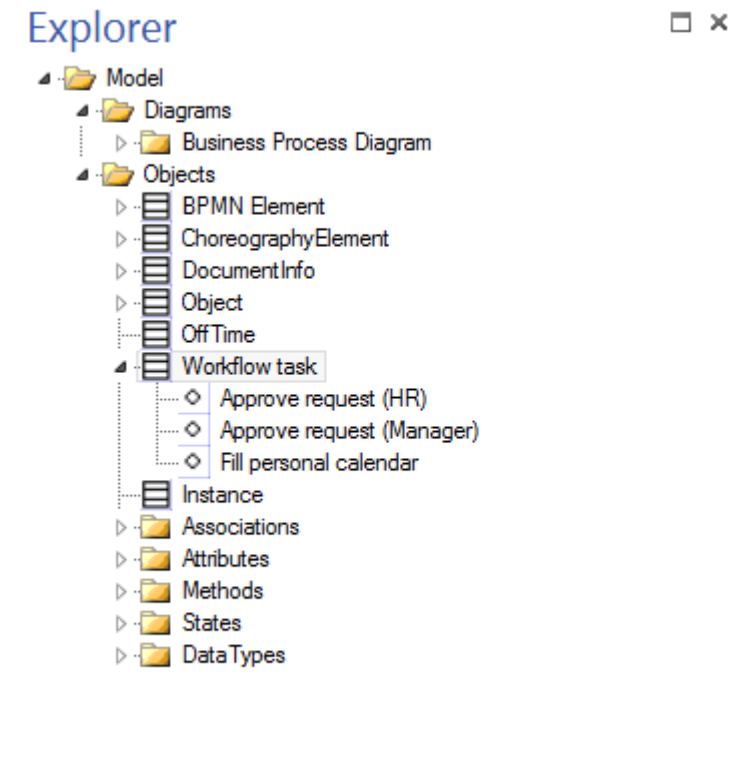 Explorer
Model
Diagrams
Business Process Diagram
Objects
BPMN Element
ChoreographyElement
DocumentInfo
Object
OffTime
Workflow task
Approve request (HR)
Approve request (Manager)
Fill personal calendar
Instance
Associations
Attributes
Methods
States
DataTypes